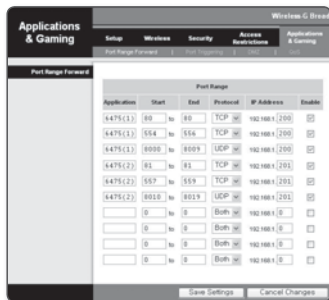 Wireless-G Broad
Applications & Gaming
Setup Wireless Security Access Restrictions Applications & Gaming
Port Range Forward | Port Triggering |
Port Range Forward
Port Range
Application Start End Protocol IP Address Enable
6475(1) 80 to 80 TCP 192.168.1.200
6475(1) 554 to 556 TCP 192.168.1.200
6475(1) 8000 to 8009 UDP 192.168.1.200
6475(2) 81 to 81 TCP 192.168.1.201
6475(2) 557 to 559 TCP 192.168.1.201
6475(2) 8010 to 8019 UDP 192.168.1.201
0 to 0 Both 192.168.1.0
0 to 0 Both 192.168.1.0
0 to 0 Both 192.168.1.0
0 to 0 Both 192.168.1.0
Save Settings Cancel Changes